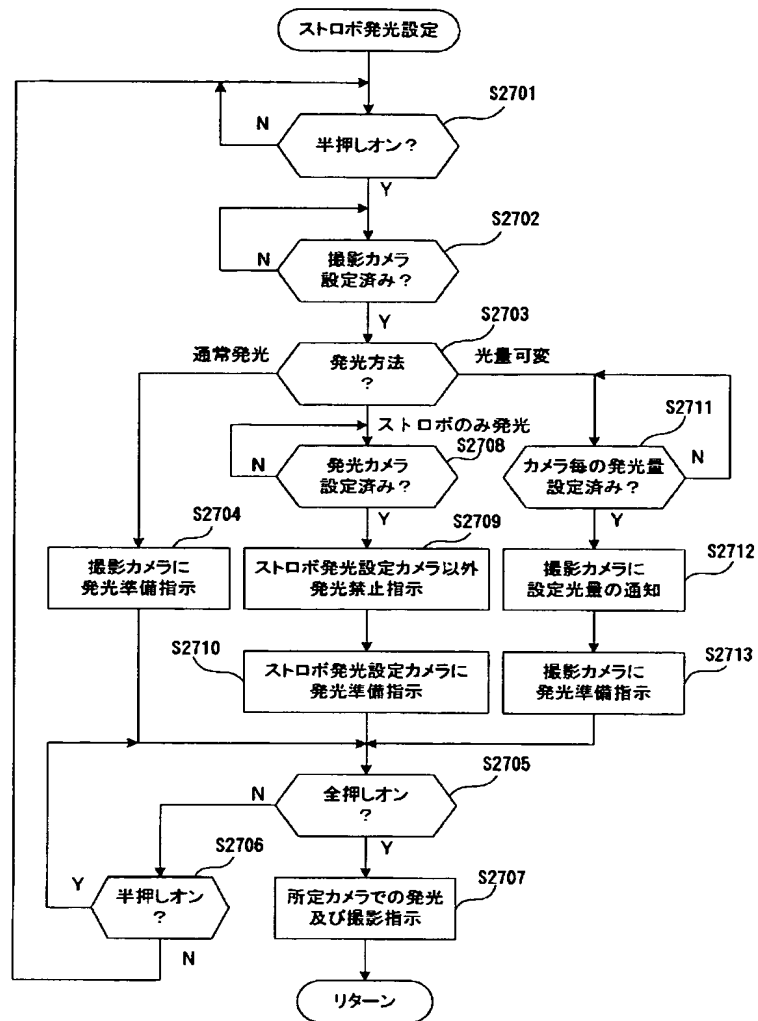 ストロボ発光設定
S2701
N
半押しオン？
Y
S2702
N
撮影カメラ
設定済み？
Y
S2703
通常発光
発光方法
？
光量可変
ストロボのみ発光
S2708
S2711
N
発光カメラ
設定済み？
カメラ毎の発光量
設定済み？
N
S2704
Y
S2709
Y
撮影カメラに
発光準備指示
ストロボ発光設定カメラ以外
発光禁止指示
撮影カメラに
設定光量の通知
S2712
S2710
ストロボ発光設定カメラに
発光準備指示
撮影カメラに
発光準備指示
S2713
S2705
N
全押しオン
？
Y
S2706
Y
半押しオン
？
N
S2707
所定カメラでの発光
及び撮影指示
リターン